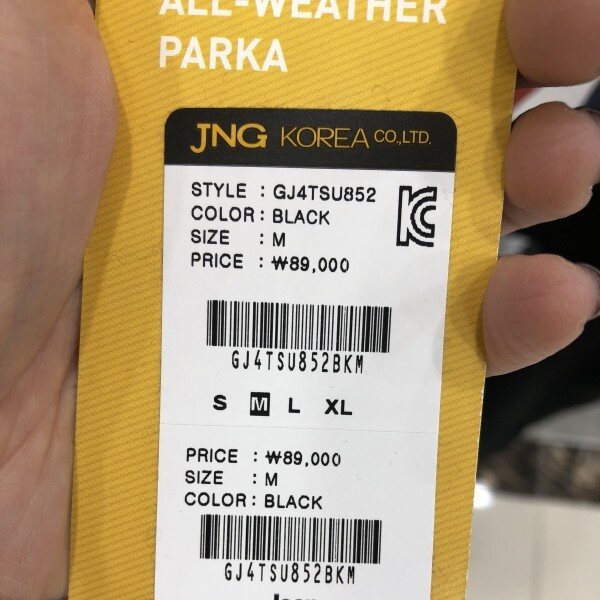 ALL-WEATHER
PARKA
JNG KOREA CO.,LTD.
STYLE : GJ4TSU852
COLOR : BLACK
SIZE : M
PRICE : ₩89,000
GJ4TSU852BKM
S M L XL
PRICE : ₩89,000
SIZE : M
COLOR : BLACK
GJ4TSU852BKM
Jeep